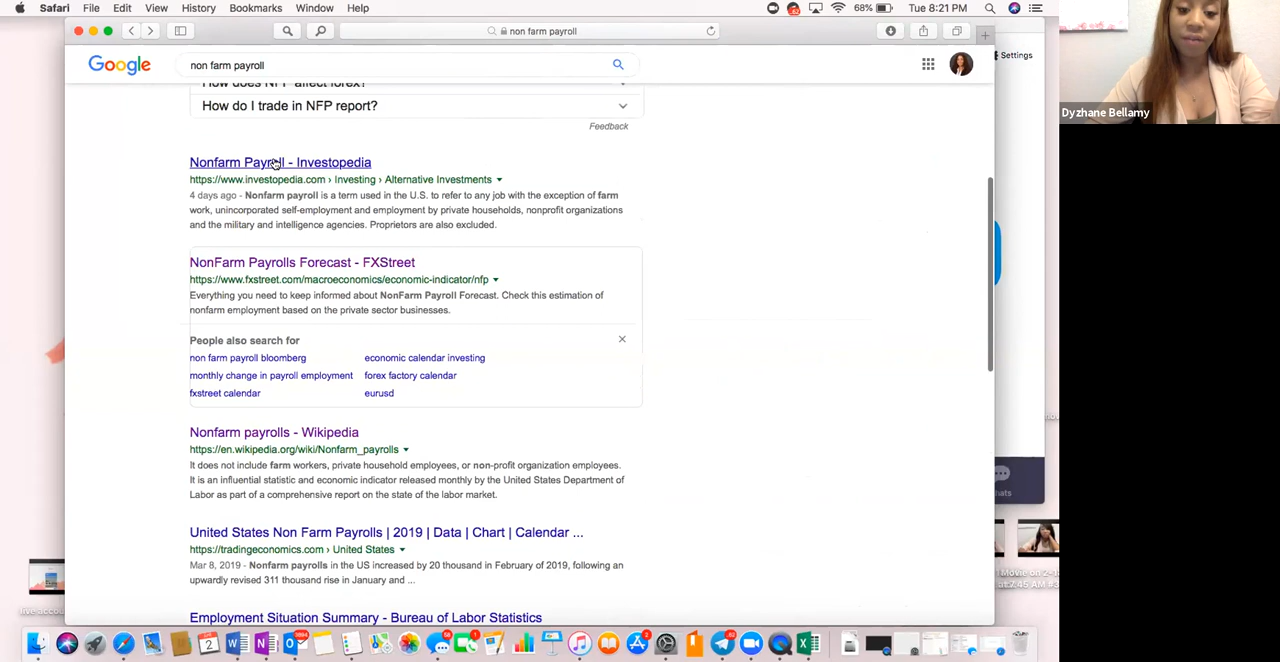 Safari File Edit View History Bookmarks Window Help
68% Tue 8:21 PM
non farm payroll
Google
non farm payroll
Settings
Dyzhane Bellamy
How does NFP affect forex?
How do I trade in NFP report?
Feedback
Nonfarm Payroll - Investopedia
https://www.investopedia.com › Investing › Alternative Investments
4 days ago - Nonfarm payroll is a term used in the U.S. to refer to any job with the exception of farm
work, unincorporated self-employment and employment by private households, nonprofit organizations
and the military and intelligence agencies. Proprietors are also excluded.
NonFarm Payrolls Forecast - FXStreet
https://www.fxstreet.com/macroeconomics/economic-indicator/nfp
Everything you need to keep informed about NonFarm Payroll Forecast. Check this estimation of
nonfarm employment based on the private sector businesses.
People also search for
non farm payroll bloomberg economic calendar investing
monthly change in payroll employment forex factory calendar
fxstreet calendar eurusd
Nonfarm payrolls - Wikipedia
https://en.wikipedia.org/wiki/Nonfarm_payrolls
It does not include farm workers, private household employees, or non-profit organization employees.
It is an influential statistic and economic indicator released monthly by the United States Department of
Labor as part of a comprehensive report on the state of the labor market.
United States Non Farm Payrolls | 2019 | Data | Chart | Calendar ...
https://tradingeconomics.com › United States
Mar 8, 2019 - Nonfarm payrolls in the US increased by 20 thousand in February of 2019, following an
upwardly revised 311 thousand rise in January and ...
Employment Situation Summary - Bureau of Labor Statistics